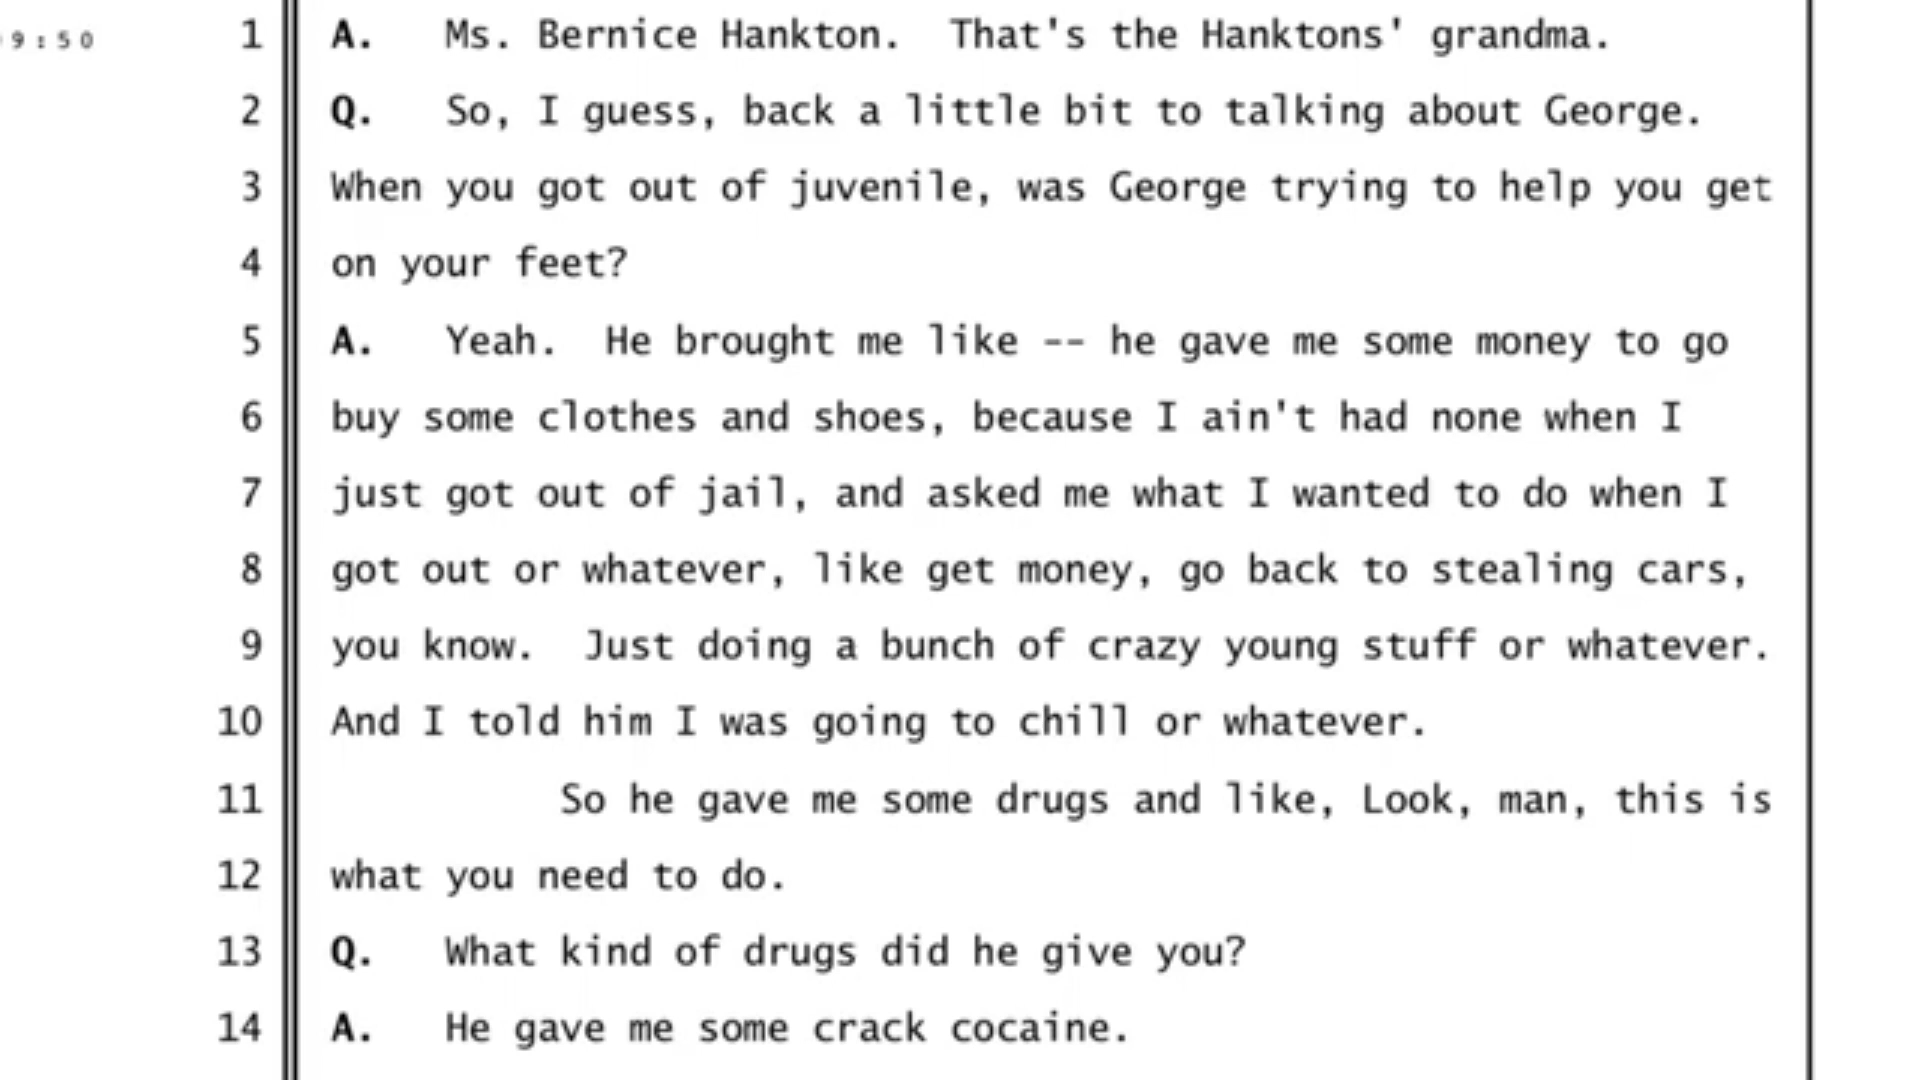 9:50 1 A. Ms. Bernice Hankton. That's the Hanktons' grandma.
2 Q. So, I guess, back a little bit to talking about George.
3 When you got out of juvenile, was George trying to help you get
4 on your feet?
5 A. Yeah. He brought me like -- he gave me some money to go
6 buy some clothes and shoes, because I ain't had none when I
7 just got out of jail, and asked me what I wanted to do when I
8 got out or whatever, like get money, go back to stealing cars,
9 you know. Just doing a bunch of crazy young stuff or whatever.
10 And I told him I was going to chill or whatever.
11 So he gave me some drugs and like, Look, man, this is
12 what you need to do.
13 Q. What kind of drugs did he give you?
14 A. He gave me some crack cocaine.